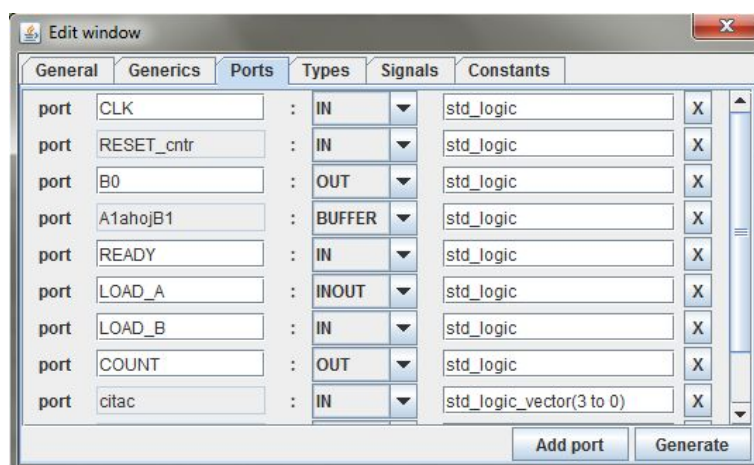 Edit window
General Generics Ports Types Signals Constants
port CLK : IN std_logic X
port RESET_cntr : IN std_logic X
port B0 : OUT std_logic X
port A1ahojB1 : BUFFER std_logic X
port READY : IN std_logic X
port LOAD_A : INOUT std_logic X
port LOAD_B : IN std_logic X
port COUNT : OUT std_logic X
port citac : IN std_logic_vector(3 to 0) X
Add port Generate